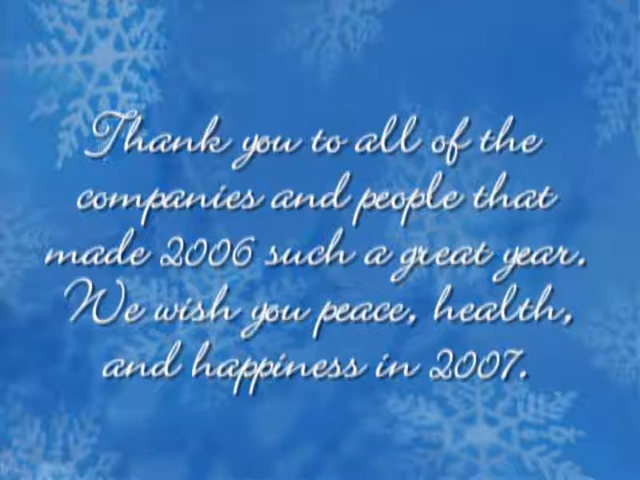 Thank you to all of the
companies and people that
made 2006 such a great year.
We wish you peace, health,
and happiness in 2007.